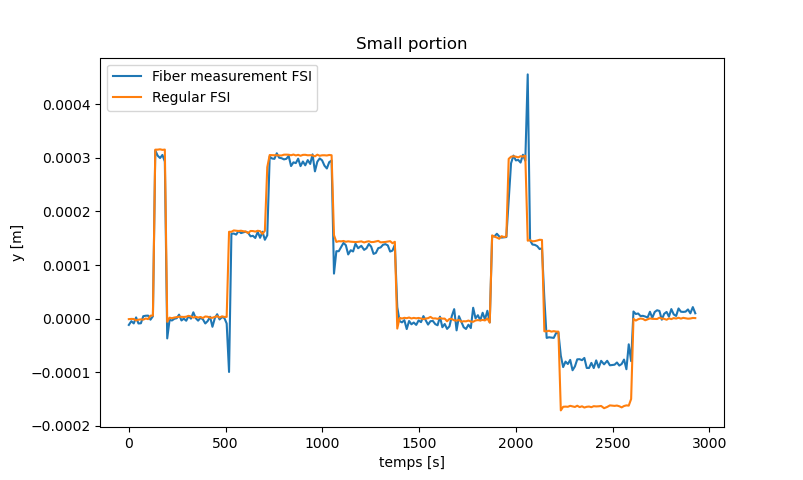 Small portion
Fiber measurement FSI
Regular FSI
0.0004
0.0003
0.0002
0.0001
0.0000
−0.0001
−0.0002
y [m]
0 500 1000 1500 2000 2500 3000
temps [s]